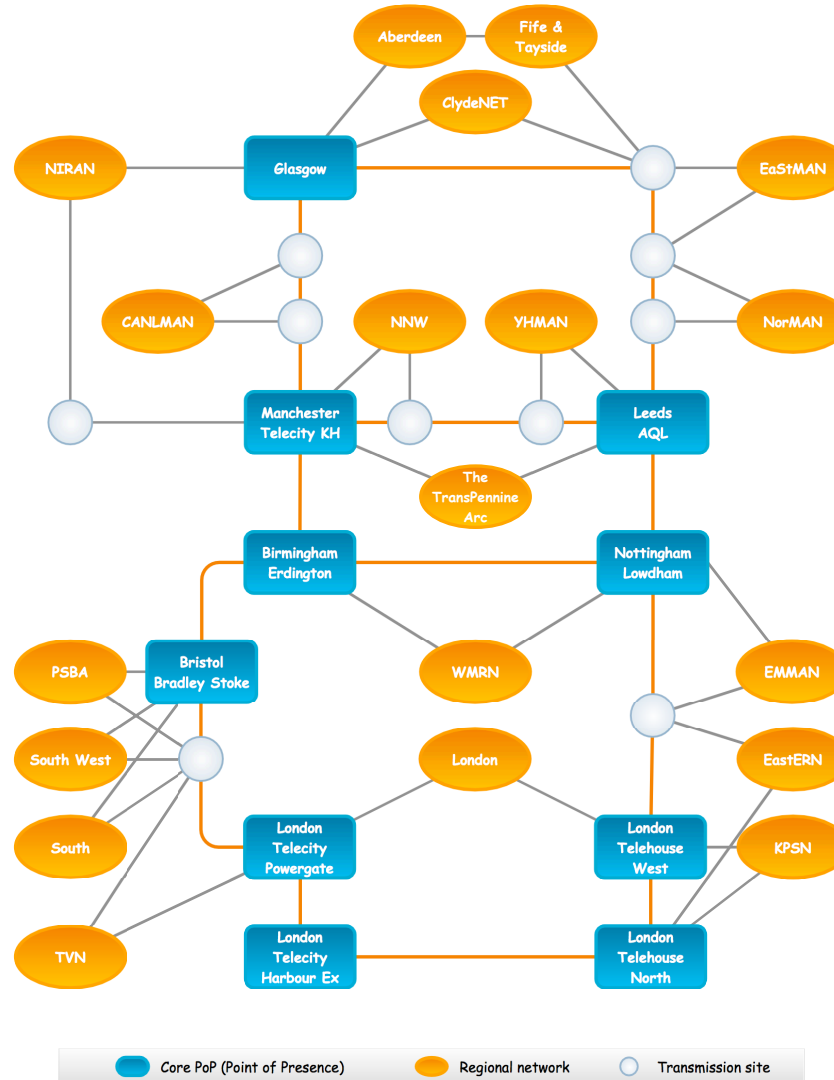 Aberdeen
Fife &
Tayside
ClydeNET
NIRAN
Glasgow
EaStMAN
CANLMAN
NNW
YHMAN
NorMAN
Manchester
Telecity KH
Leeds
AQL
The
TransPennine
Arc
Birmingham
Erdington
Nottingham
Lowdham
PSBA
Bristol
Bradley Stoke
WMRN
EMMAN
South West
London
EastERN
South
London
Telecity
Powergate
London
Telehouse
West
KPSN
TVN
London
Telecity
Harbour Ex
London
Telehouse
North
Core PoP (Point of Presence)
Regional network
Transmission site